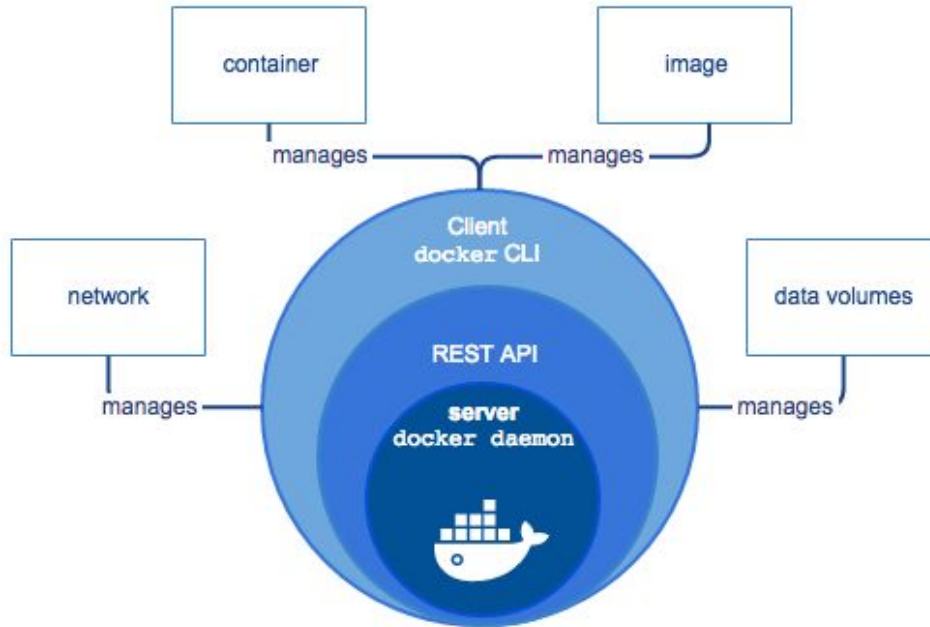 container
image
manages
manages
Client
docker CLI
network
data volumes
REST API
manages
manages
server
docker daemon